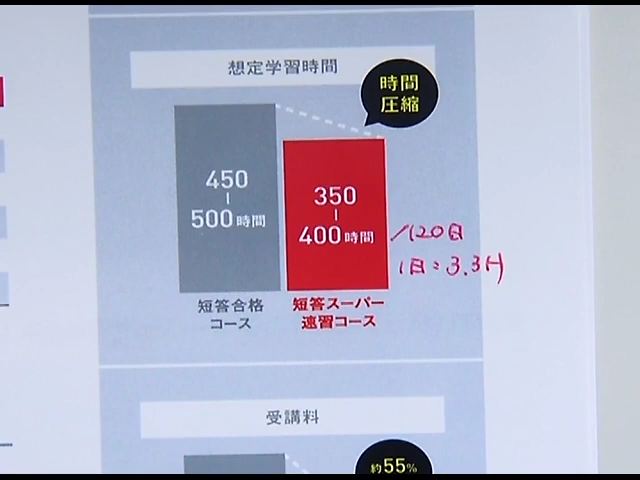 想定学習時間
時間
圧縮
450
|
500時間
350
|
400時間
/120日
1日=3.3H
短答合格
コース
短答スーパー
速習コース
受講料
約55%